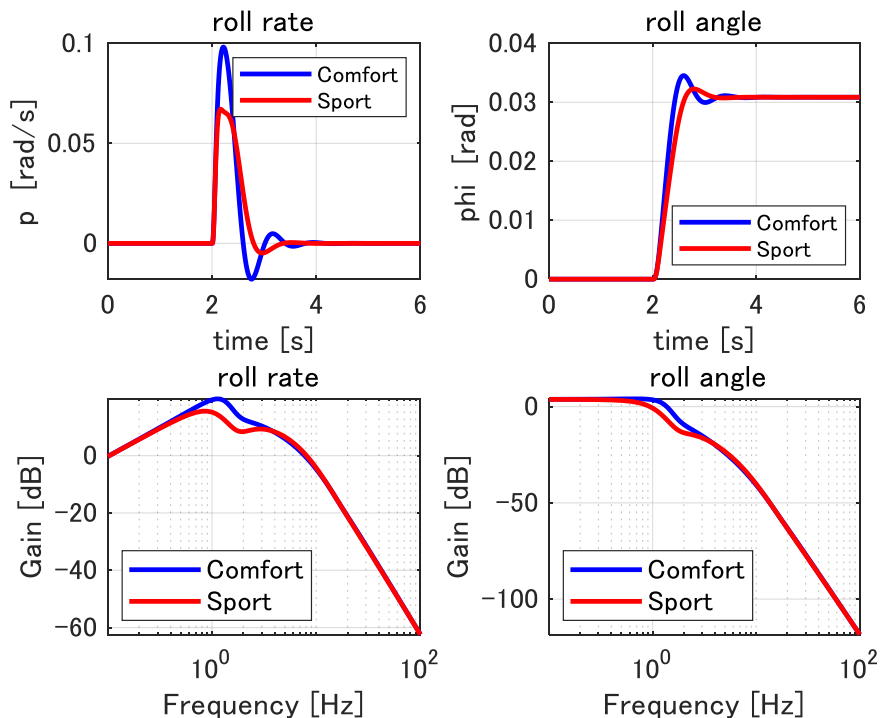 roll rate
0.1
0.05
0
p [rad/s]
Comfort
Sport
0 2 4 6
time [s]
roll angle
0.04
0.03
0.02
0.01
0
phi [rad]
Comfort
Sport
0 2 4 6
time [s]
roll rate
0
-20
-40
-60
Gain [dB]
Comfort
Sport
10^0 10^2
Frequency [Hz]
roll angle
0
-50
-100
Gain [dB]
Comfort
Sport
10^0 10^2
Frequency [Hz]